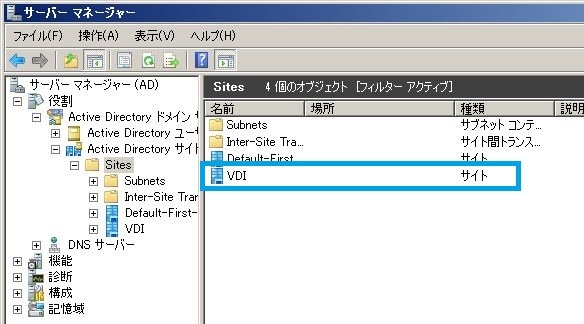 サーバー マネージャー
ファイル(F) 操作(A) 表示(V) ヘルプ(H)
サーバー マネージャー (AD)
役割
Active Directory ドメイン サ
Active Directory ユー
Active Directory サイト
Sites
Subnets
Inter-Site Tran
Default-First-
VDI
DNS サーバー
機能
診断
構成
記憶域
Sites 4 個のオブジェクト [フィルター アクティブ]
名前 場所 種類 説明
Subnets サブネット コンテ...
Inter-Site Tra... サイト間トランス...
Default-First... サイト
VDI サイト